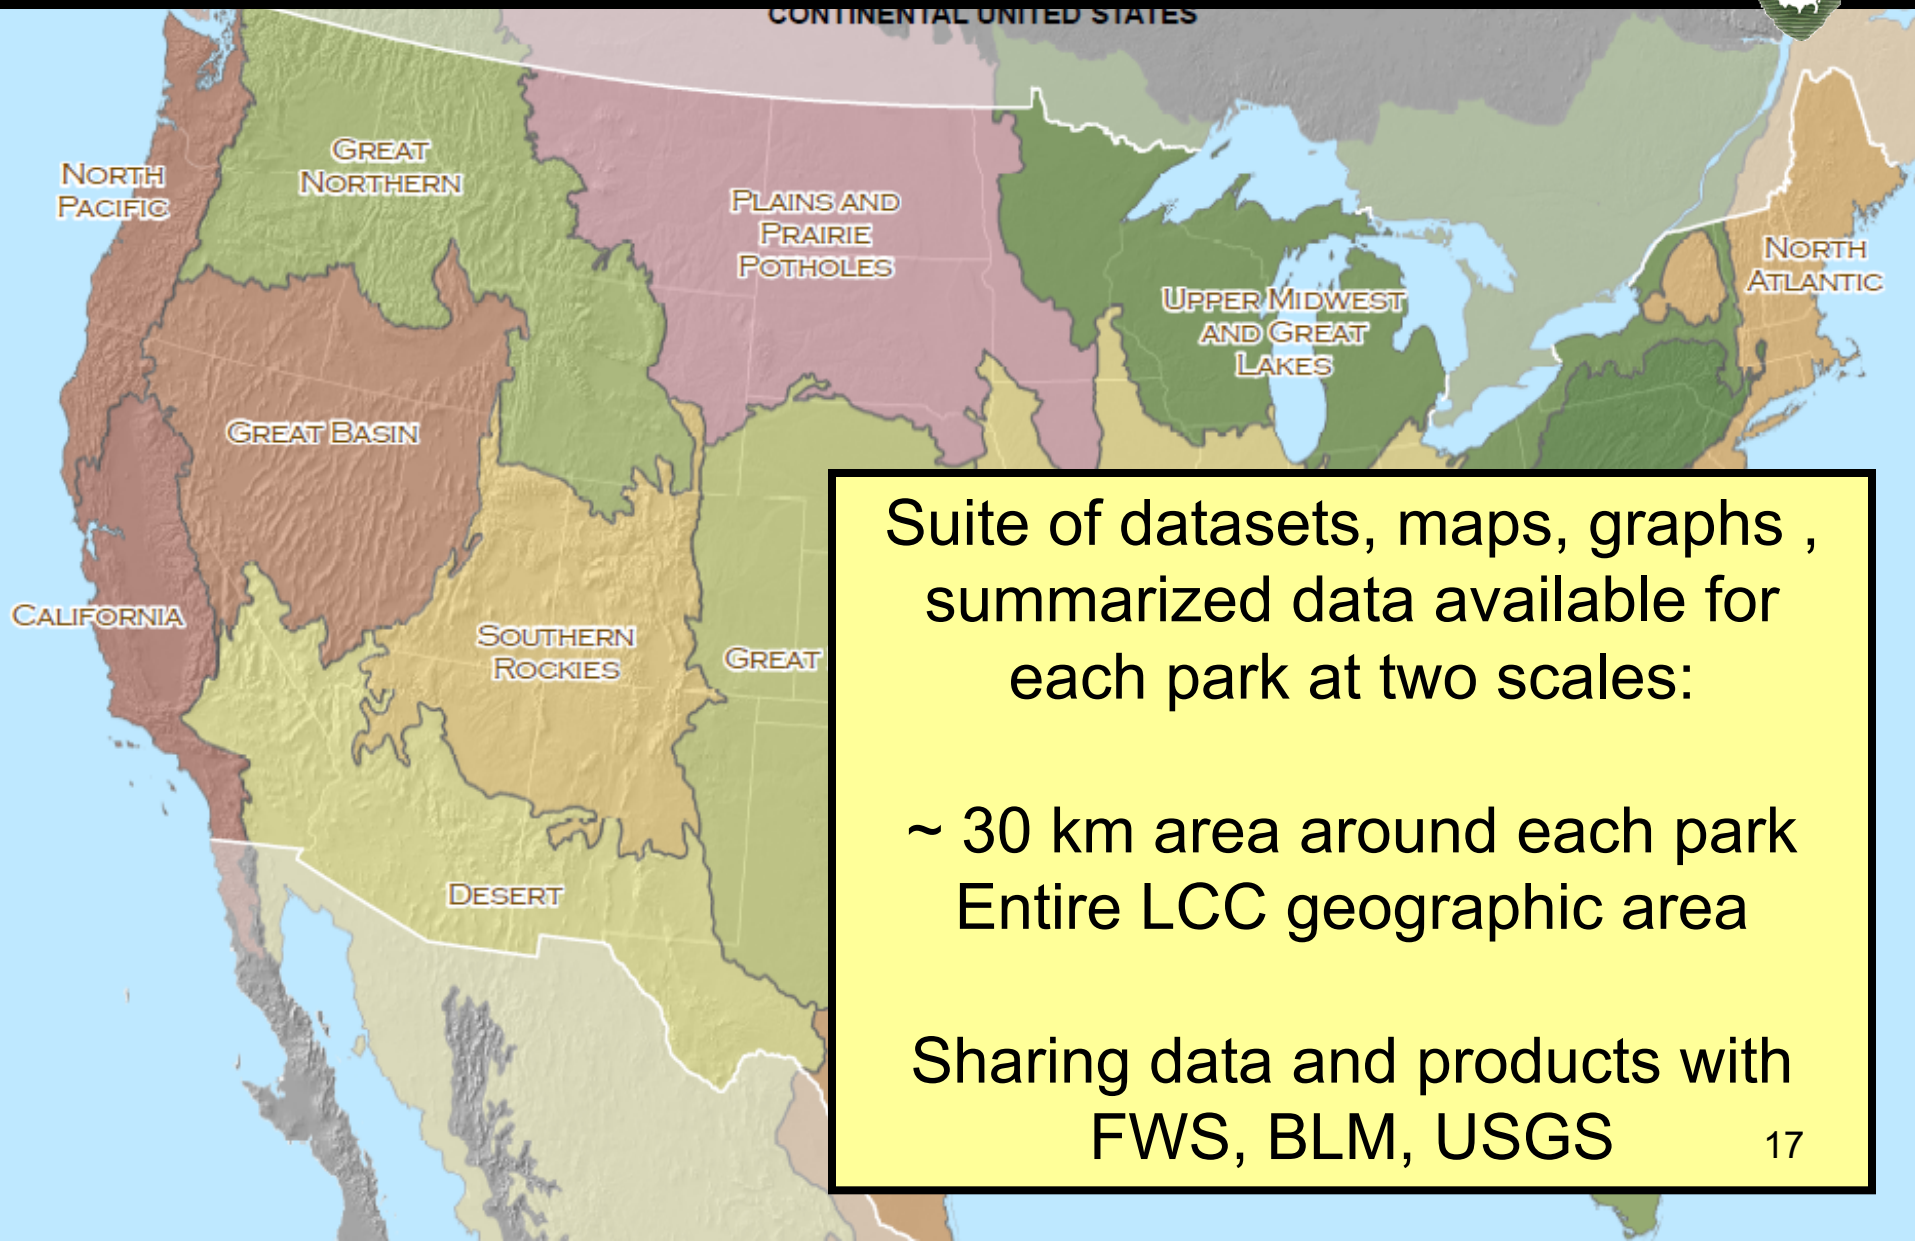 CONTINENTAL UNITED STATES
NORTH
PACIFIC
GREAT
NORTHERN
PLAINS AND
PRAIRIE
POTHOLES
UPPER MIDWEST
AND GREAT
LAKES
NORTH
ATLANTIC
GREAT BASIN
CALIFORNIA
SOUTHERN
ROCKIES
GREAT
DESERT
Suite of datasets, maps, graphs ,
summarized data available for
each park at two scales:
~ 30 km area around each park
Entire LCC geographic area
Sharing data and products with
FWS, BLM, USGS
17